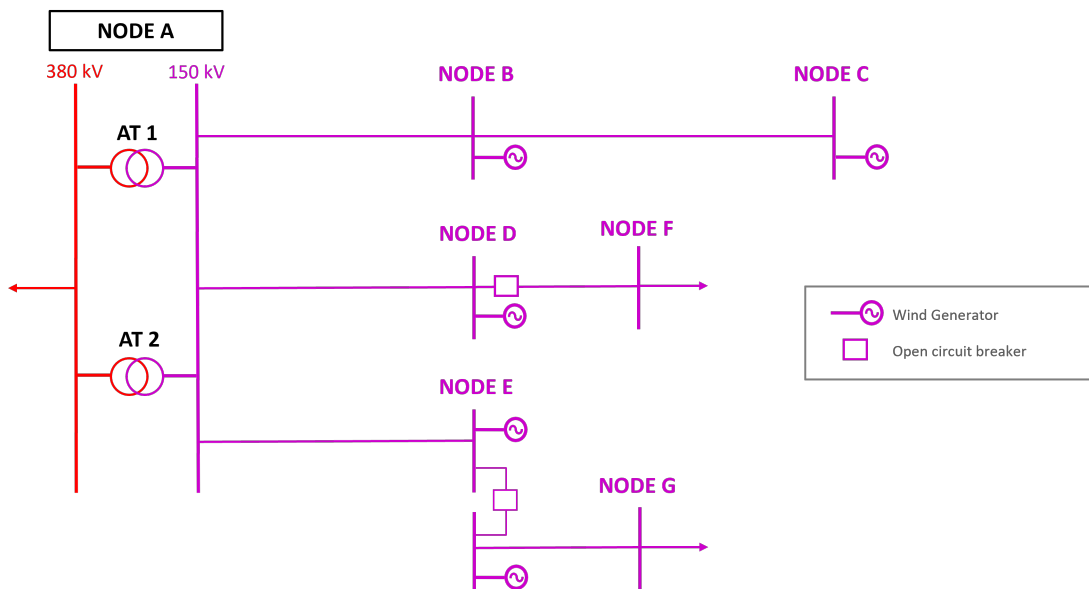 NODE A
380 kV
150 kV
NODE B
NODE C
AT 1
NODE D
NODE F
AT 2
NODE E
NODE G
Wind Generator
Open circuit breaker